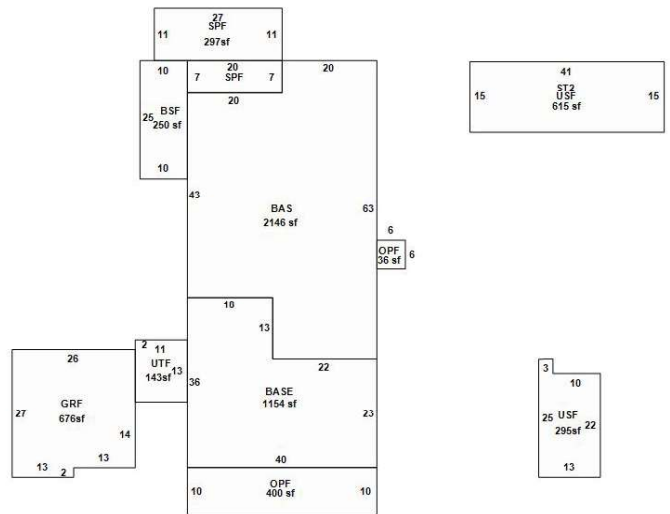 27
SPF
297sf
11
11
10
20
20
7
SPF
7
20
41
ST2
USF
615 sf
15
15
BSF
25
250 sf
10
43
BAS
2146 sf
63
6
OPF
36 sf
6
10
13
22
2
11
UTF
13
143sf
26
GRF
676sf
27
14
13
13
2
36
BASE
1154 sf
23
40
10
OPF
400 sf
10
3
10
25
USF
22
295sf
13